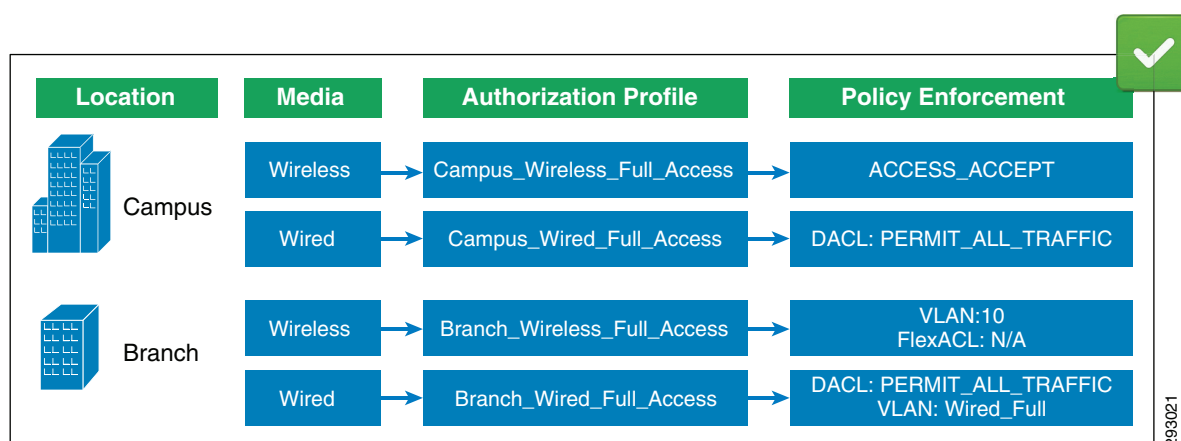 Location Media Authorization Profile Policy Enforcement
Campus
Wireless Campus_Wireless_Full_Access ACCESS_ACCEPT
Wired Campus_Wired_Full_Access DACL: PERMIT_ALL_TRAFFIC
Branch
Wireless Branch_Wireless_Full_Access VLAN:10
FlexACL: N/A
Wired Branch_Wired_Full_Access DACL: PERMIT_ALL_TRAFFIC
VLAN: Wired_Full
293021